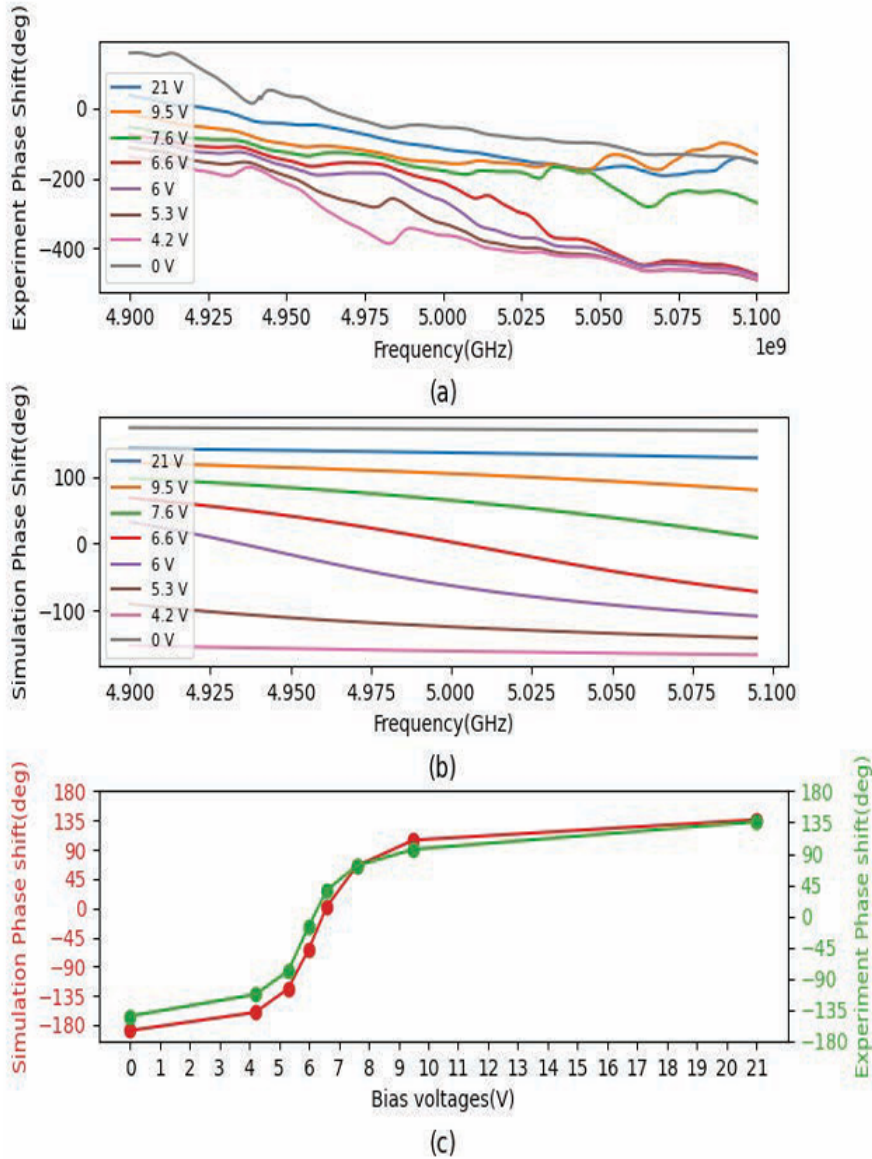 Experiment Phase Shift(deg)
0
−200
−400
21 V
9.5 V
7.6 V
6.6 V
6 V
5.3 V
4.2 V
0 V
4.900 4.925 4.950 4.975 5.000 5.025 5.050 5.075 5.100
1e9
Frequency(GHz)
(a)
Simulation Phase Shift(deg)
100
0
−100
21 V
9.5 V
7.6 V
6.6 V
6 V
5.3 V
4.2 V
0 V
4.900 4.925 4.950 4.975 5.000 5.025 5.050 5.075 5.100
Frequency(GHz)
(b)
Simulation Phase shift(deg)
180
135
90
45
0
−45
−90
−135
−180
Experiment Phase shift(deg)
180
135
90
45
0
−45
−90
−135
−180
0 1 2 3 4 5 6 7 8 9 10 11 12 13 14 15 16 17 18 19 20 21
Bias voltages(V)
(c)